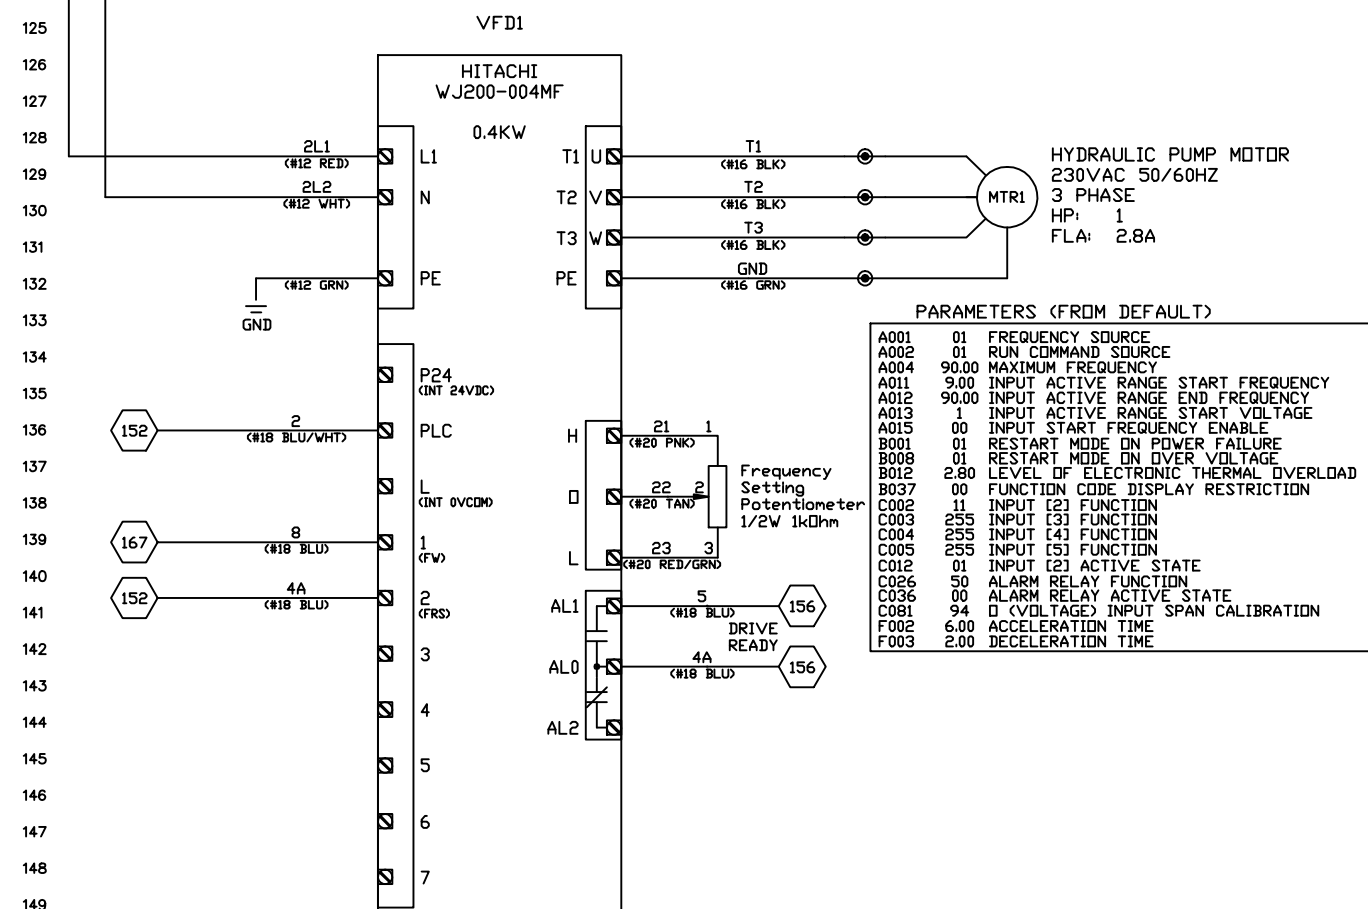 VFD1
HITACHI
WJ200-004MF
0.4KW
125
126
127
128
129
130
131
132
133
134
135
136
137
138
139
140
141
142
143
144
145
146
147
148
149
2L1
(#12 RED)
L1
2L2
(#12 WHT)
N
(#12 GRN)
PE
GND
P24
(INT 24VDC)
152
2
(#18 BLU/WHT)
PLC
L
(INT 0VCOM)
167
8
(#18 BLU)
1
(FW)
152
4A
(#18 BLU)
2
(FRS)
3
4
5
6
7
T1 U
T1
(#16 BLK)
T2 V
T2
(#16 BLK)
T3 W
T3
(#16 BLK)
PE
GND
(#16 GRN)
MTR1
HYDRAULIC PUMP MOTOR
230VAC 50/60HZ
3 PHASE
HP: 1
FLA: 2.8A
H
21 1
(#20 PNK)
O
22 2
(#20 TAN)
L
23 3
(#20 RED/GRN)
Frequency
Setting
Potentiometer
1/2W 1kOhm
AL1
5
(#18 BLU)
156
DRIVE
READY
AL0
4A
(#18 BLU)
156
AL2
PARAMETERS (FROM DEFAULT)
A001 01 FREQUENCY SOURCE
A002 01 RUN COMMAND SOURCE
A004 90.00 MAXIMUM FREQUENCY
A011 9.00 INPUT ACTIVE RANGE START FREQUENCY
A012 90.00 INPUT ACTIVE RANGE END FREQUENCY
A013 1 INPUT ACTIVE RANGE START VOLTAGE
A015 00 INPUT START FREQUENCY ENABLE
B001 01 RESTART MODE ON POWER FAILURE
B008 01 RESTART MODE ON OVER VOLTAGE
B012 2.80 LEVEL OF ELECTRONIC THERMAL OVERLOAD
B037 00 FUNCTION CODE DISPLAY RESTRICTION
C002 11 INPUT [2] FUNCTION
C003 255 INPUT [3] FUNCTION
C004 255 INPUT [4] FUNCTION
C005 255 INPUT [5] FUNCTION
C012 01 INPUT [2] ACTIVE STATE
C026 50 ALARM RELAY FUNCTION
C036 00 ALARM RELAY ACTIVE STATE
C081 94 O (VOLTAGE) INPUT SPAN CALIBRATION
F002 6.00 ACCELERATION TIME
F003 2.00 DECELERATION TIME